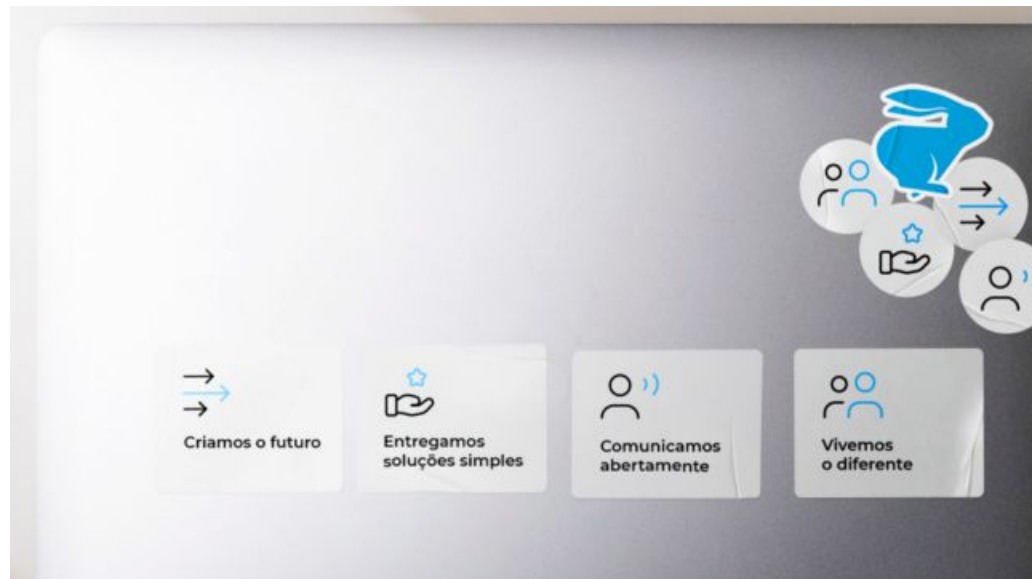 Criamos o futuro
Entregamos
soluções simples
Comunicamos
abertamente
Vivemos
o diferente